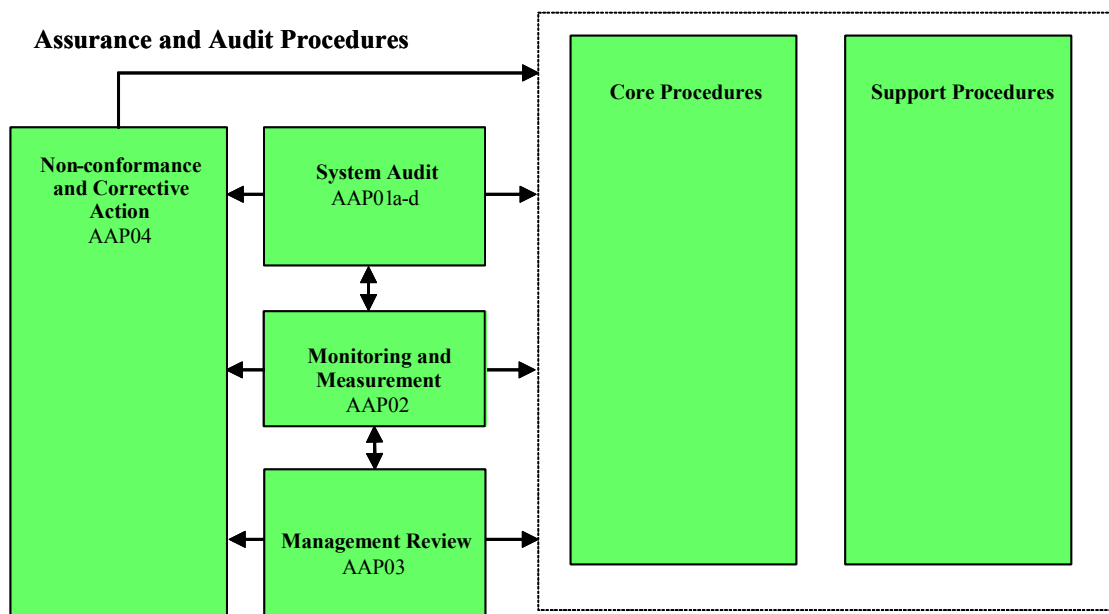 Assurance and Audit Procedures
Core Procedures
Support Procedures
Non-conformance
and Corrective
Action
AAP04
System Audit
AAP01a-d
Monitoring and
Measurement
AAP02
Management Review
AAP03